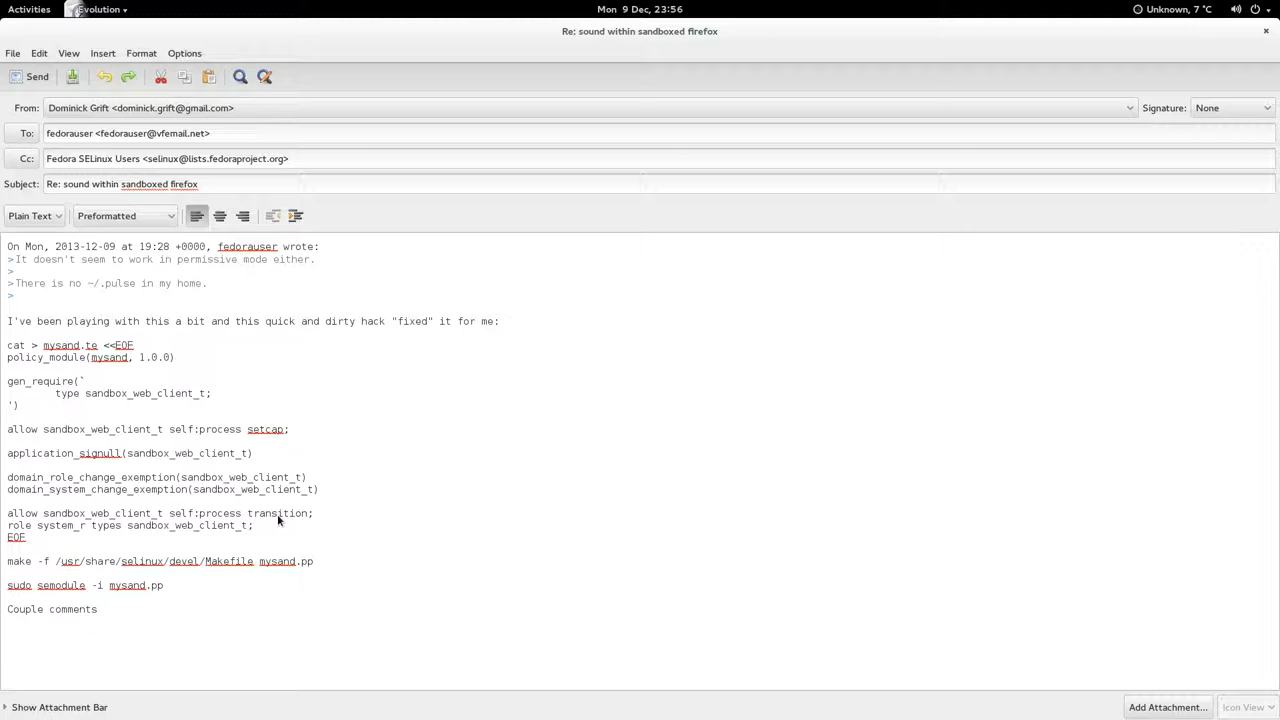 Activities Evolution Mon 9 Dec, 23:56 Unknown, 7 °C
Re: sound within sandboxed firefox
File Edit View Insert Format Options
Send
From: Dominick Grift <dominick.grift@gmail.com> Signature: None
To: fedorauser <fedorauser@vfemail.net>
Cc: Fedora SELinux Users <selinux@lists.fedoraproject.org>
Subject: Re: sound within sandboxed firefox
Plain Text Preformatted
On Mon, 2013-12-09 at 19:28 +0000, fedorauser wrote:
>It doesn't seem to work in permissive mode either.
>
>There is no ~/.pulse in my home.
>
I've been playing with this a bit and this quick and dirty hack "fixed" it for me:
cat > mysand.te <<EOF
policy_module(mysand, 1.0.0)
gen_require(`
type sandbox_web_client_t;
')
allow sandbox_web_client_t self:process setcap;
application_signull(sandbox_web_client_t)
domain_role_change_exemption(sandbox_web_client_t)
domain_system_change_exemption(sandbox_web_client_t)
allow sandbox_web_client_t self:process transition;
role system_r types sandbox_web_client_t;
EOF
make -f /usr/share/selinux/devel/Makefile mysand.pp
sudo semodule -i mysand.pp
Couple comments
Show Attachment Bar Add Attachment... Icon View